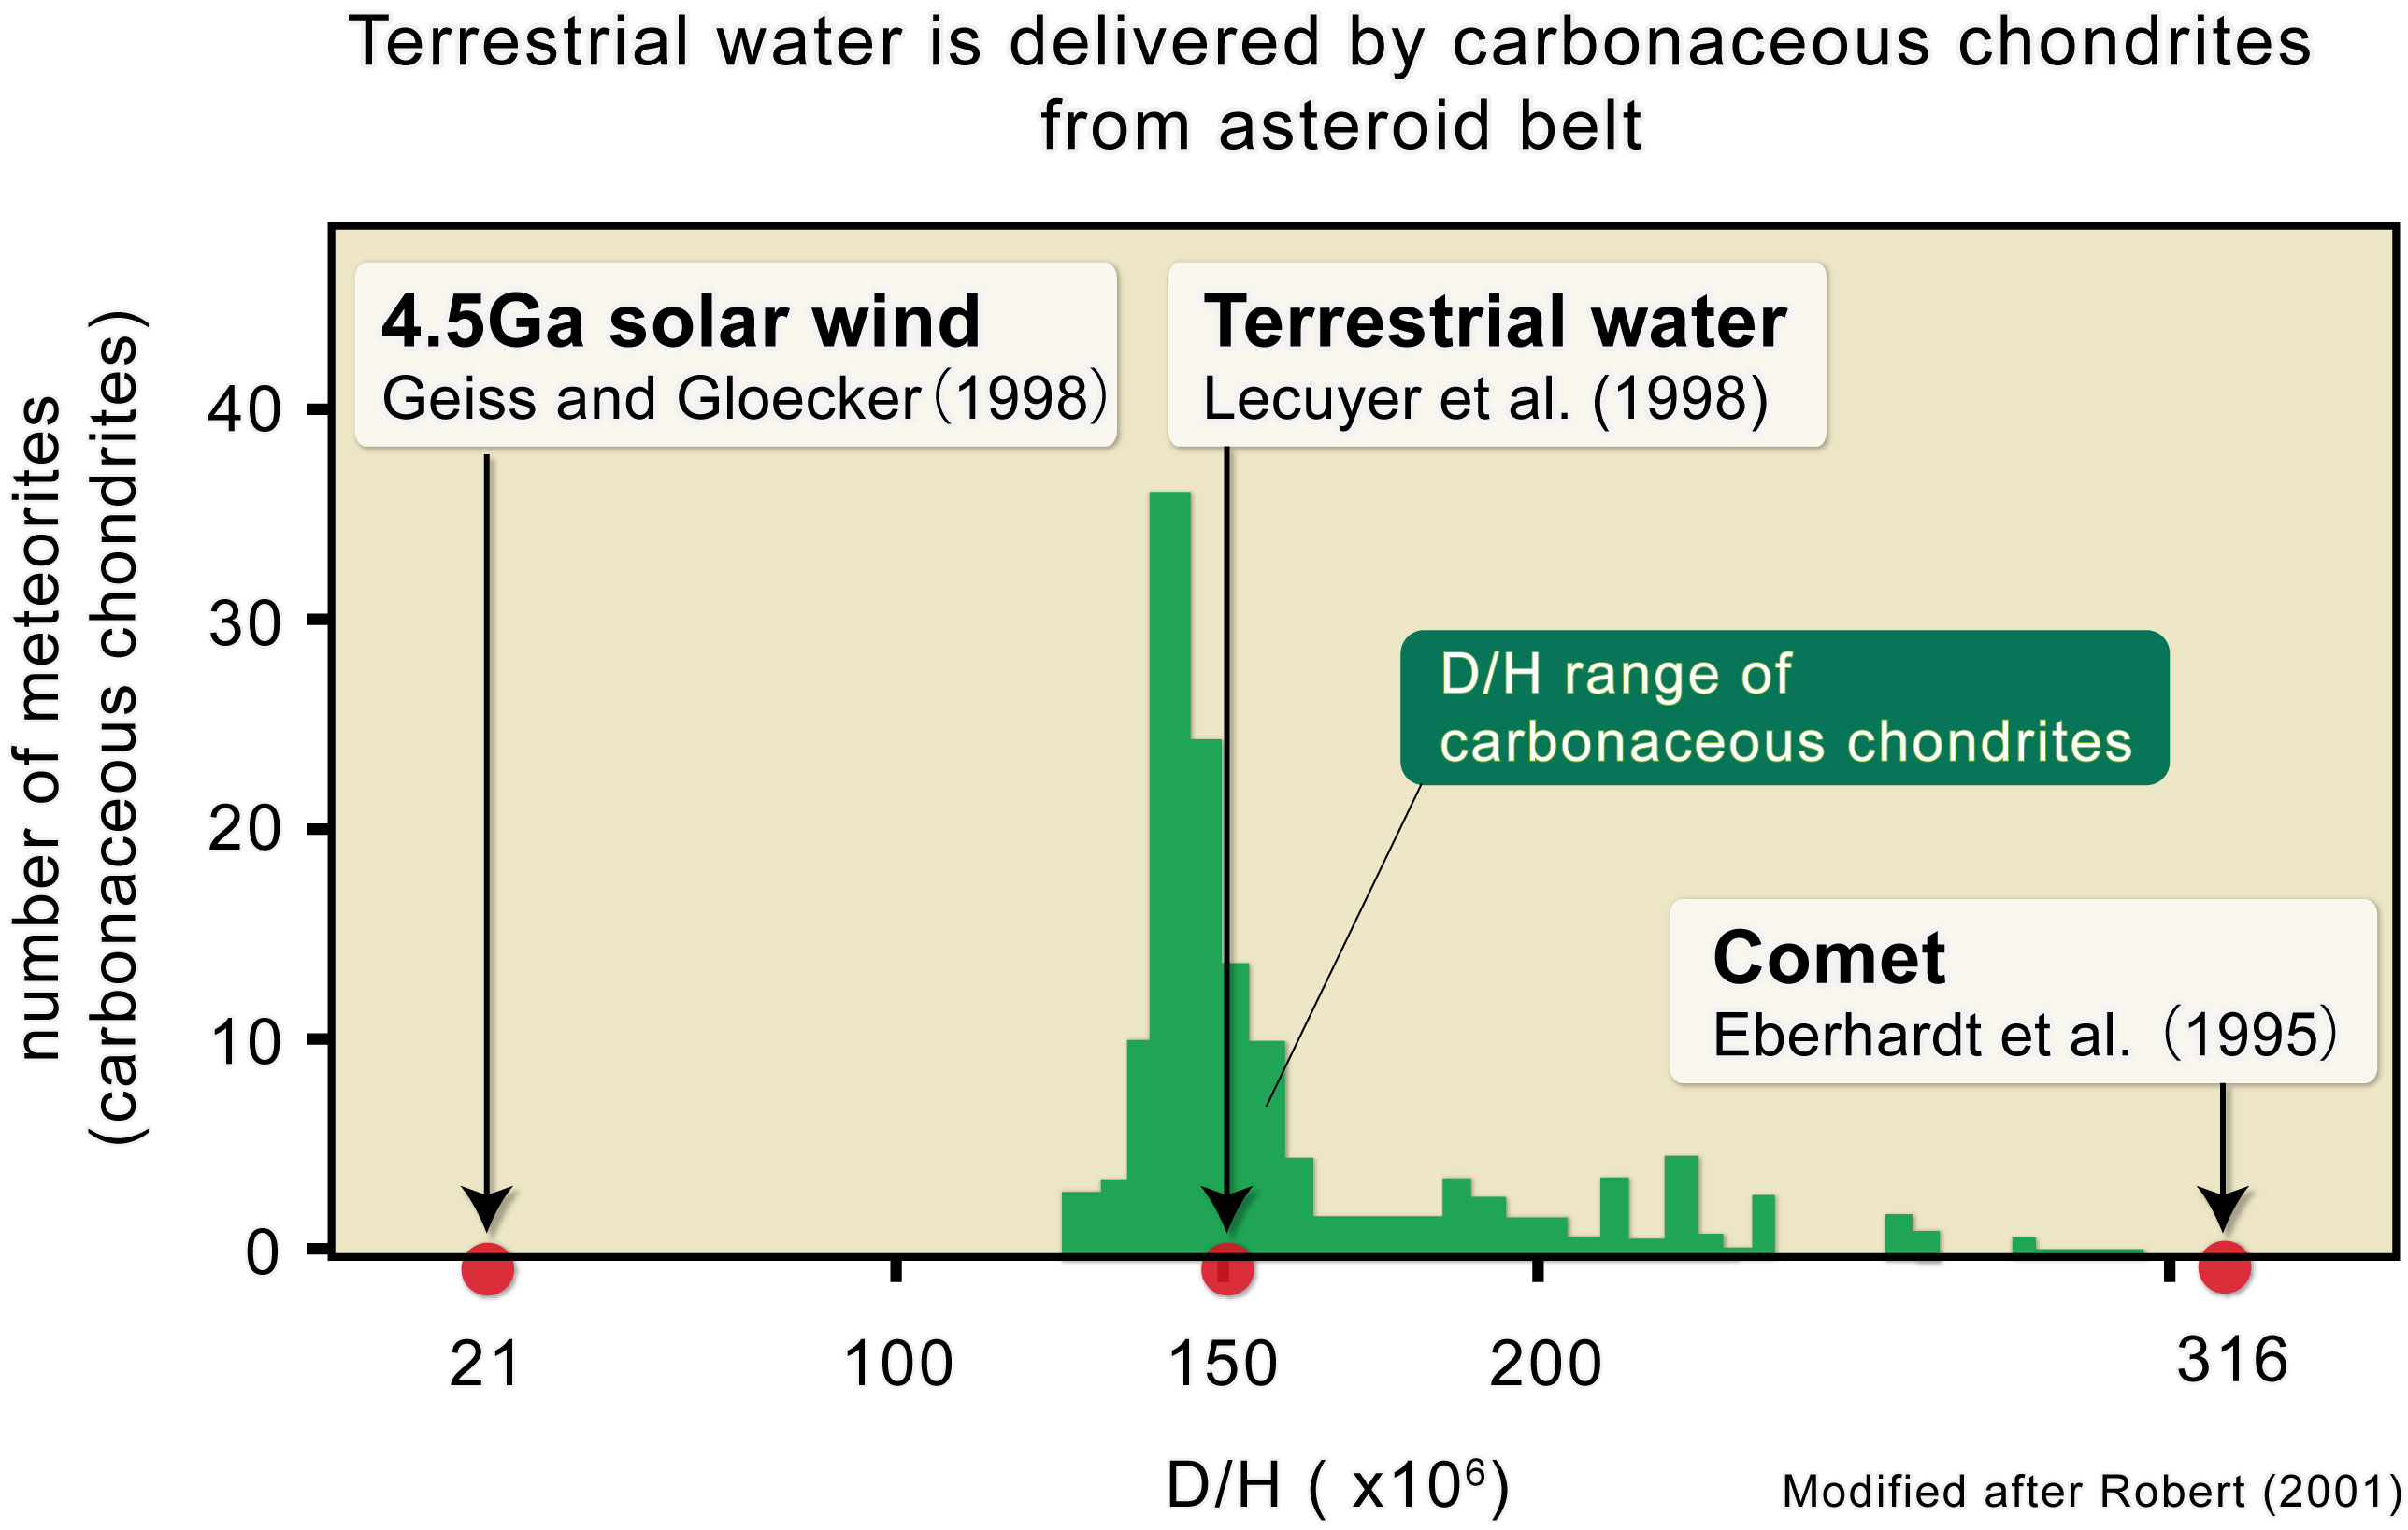 Terrestrial water is delivered by carbonaceous chondrites
from asteroid belt
number of meteorites
(carbonaceous chondrites)
4.5Ga solar wind
Geiss and Gloecker（1998）
Terrestrial water
Lecuyer et al. (1998)
D/H range of
carbonaceous chondrites
Comet
Eberhardt et al.（1995）
40
30
20
10
0
21 100 150 200 316
D/H ( x10⁶)
Modified after Robert (2001)